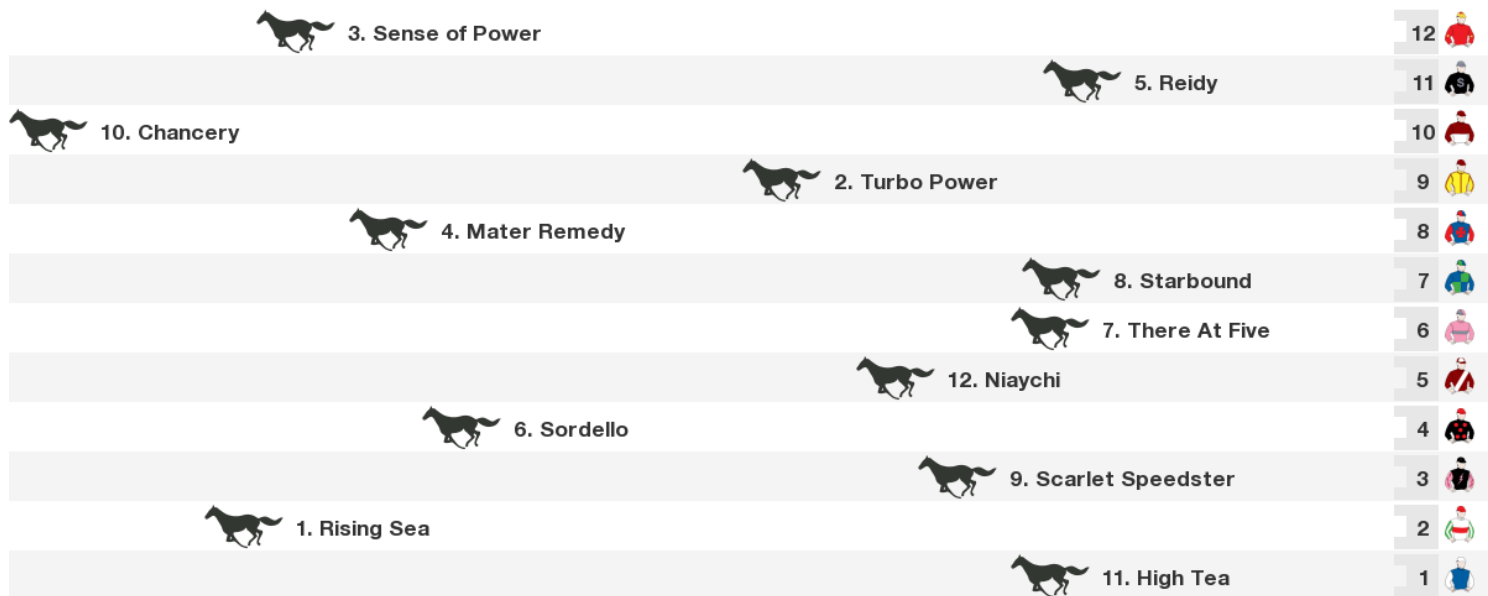 3. Sense of Power 12
5. Reidy 11 S
10. Chancery 10
2. Turbo Power 9
4. Mater Remedy 8
8. Starbound 7
7. There At Five 6
12. Niaychi 5
6. Sordello 4
9. Scarlet Speedster 3
1. Rising Sea 2
11. High Tea 1